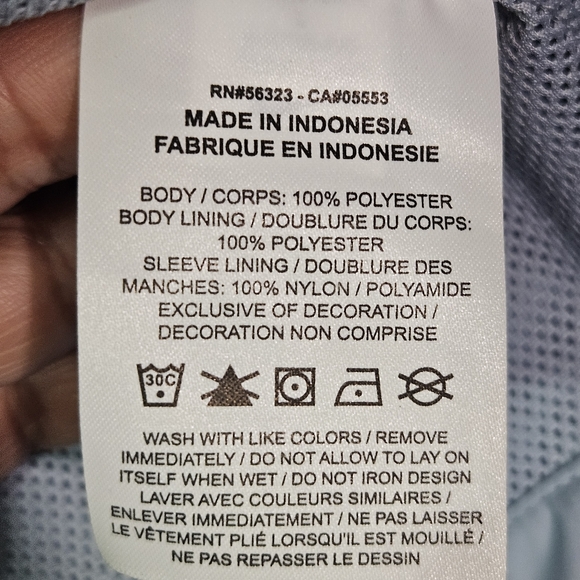 RN#56323 - CA#05553
MADE IN INDONESIA
FABRIQUE EN INDONESIE
BODY / CORPS: 100% POLYESTER
BODY LINING / DOUBLURE DU CORPS:
100% POLYESTER
SLEEVE LINING / DOUBLURE DES
MANCHES: 100% NYLON / POLYAMIDE
EXCLUSIVE OF DECORATION /
DECORATION NON COMPRISE
30C
WASH WITH LIKE COLORS / REMOVE
IMMEDIATELY / DO NOT ALLOW TO LAY ON
ITSELF WHEN WET / DO NOT IRON DESIGN
LAVER AVEC COULEURS SIMILAIRES /
ENLEVER IMMEDIATEMENT / NE PAS LAISSER
LE VÊTEMENT PLIÉ LORSQU'IL EST MOUILLÉ /
NE PAS REPASSER LE DESSIN